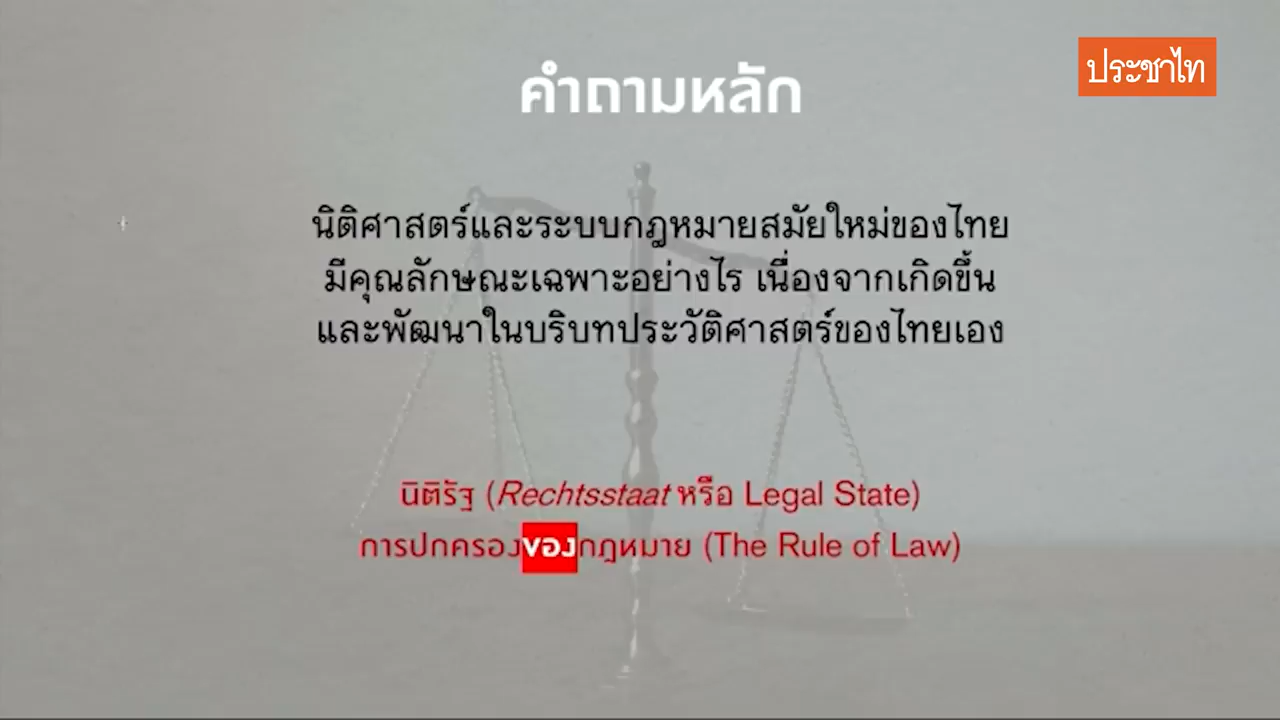 คำถามหลัก
ประชาไท
นิติศาสตร์และระบบกฎหมายสมัยใหม่ของไทย
มีคุณลักษณะเฉพาะอย่างไร เนื่องจากเกิดขึ้น
และพัฒนาในบริบทประวัติศาสตร์ของไทยเอง
นิติรัฐ (Rechtsstaat หรือ Legal State)
การปกครองของกฎหมาย (The Rule of Law)